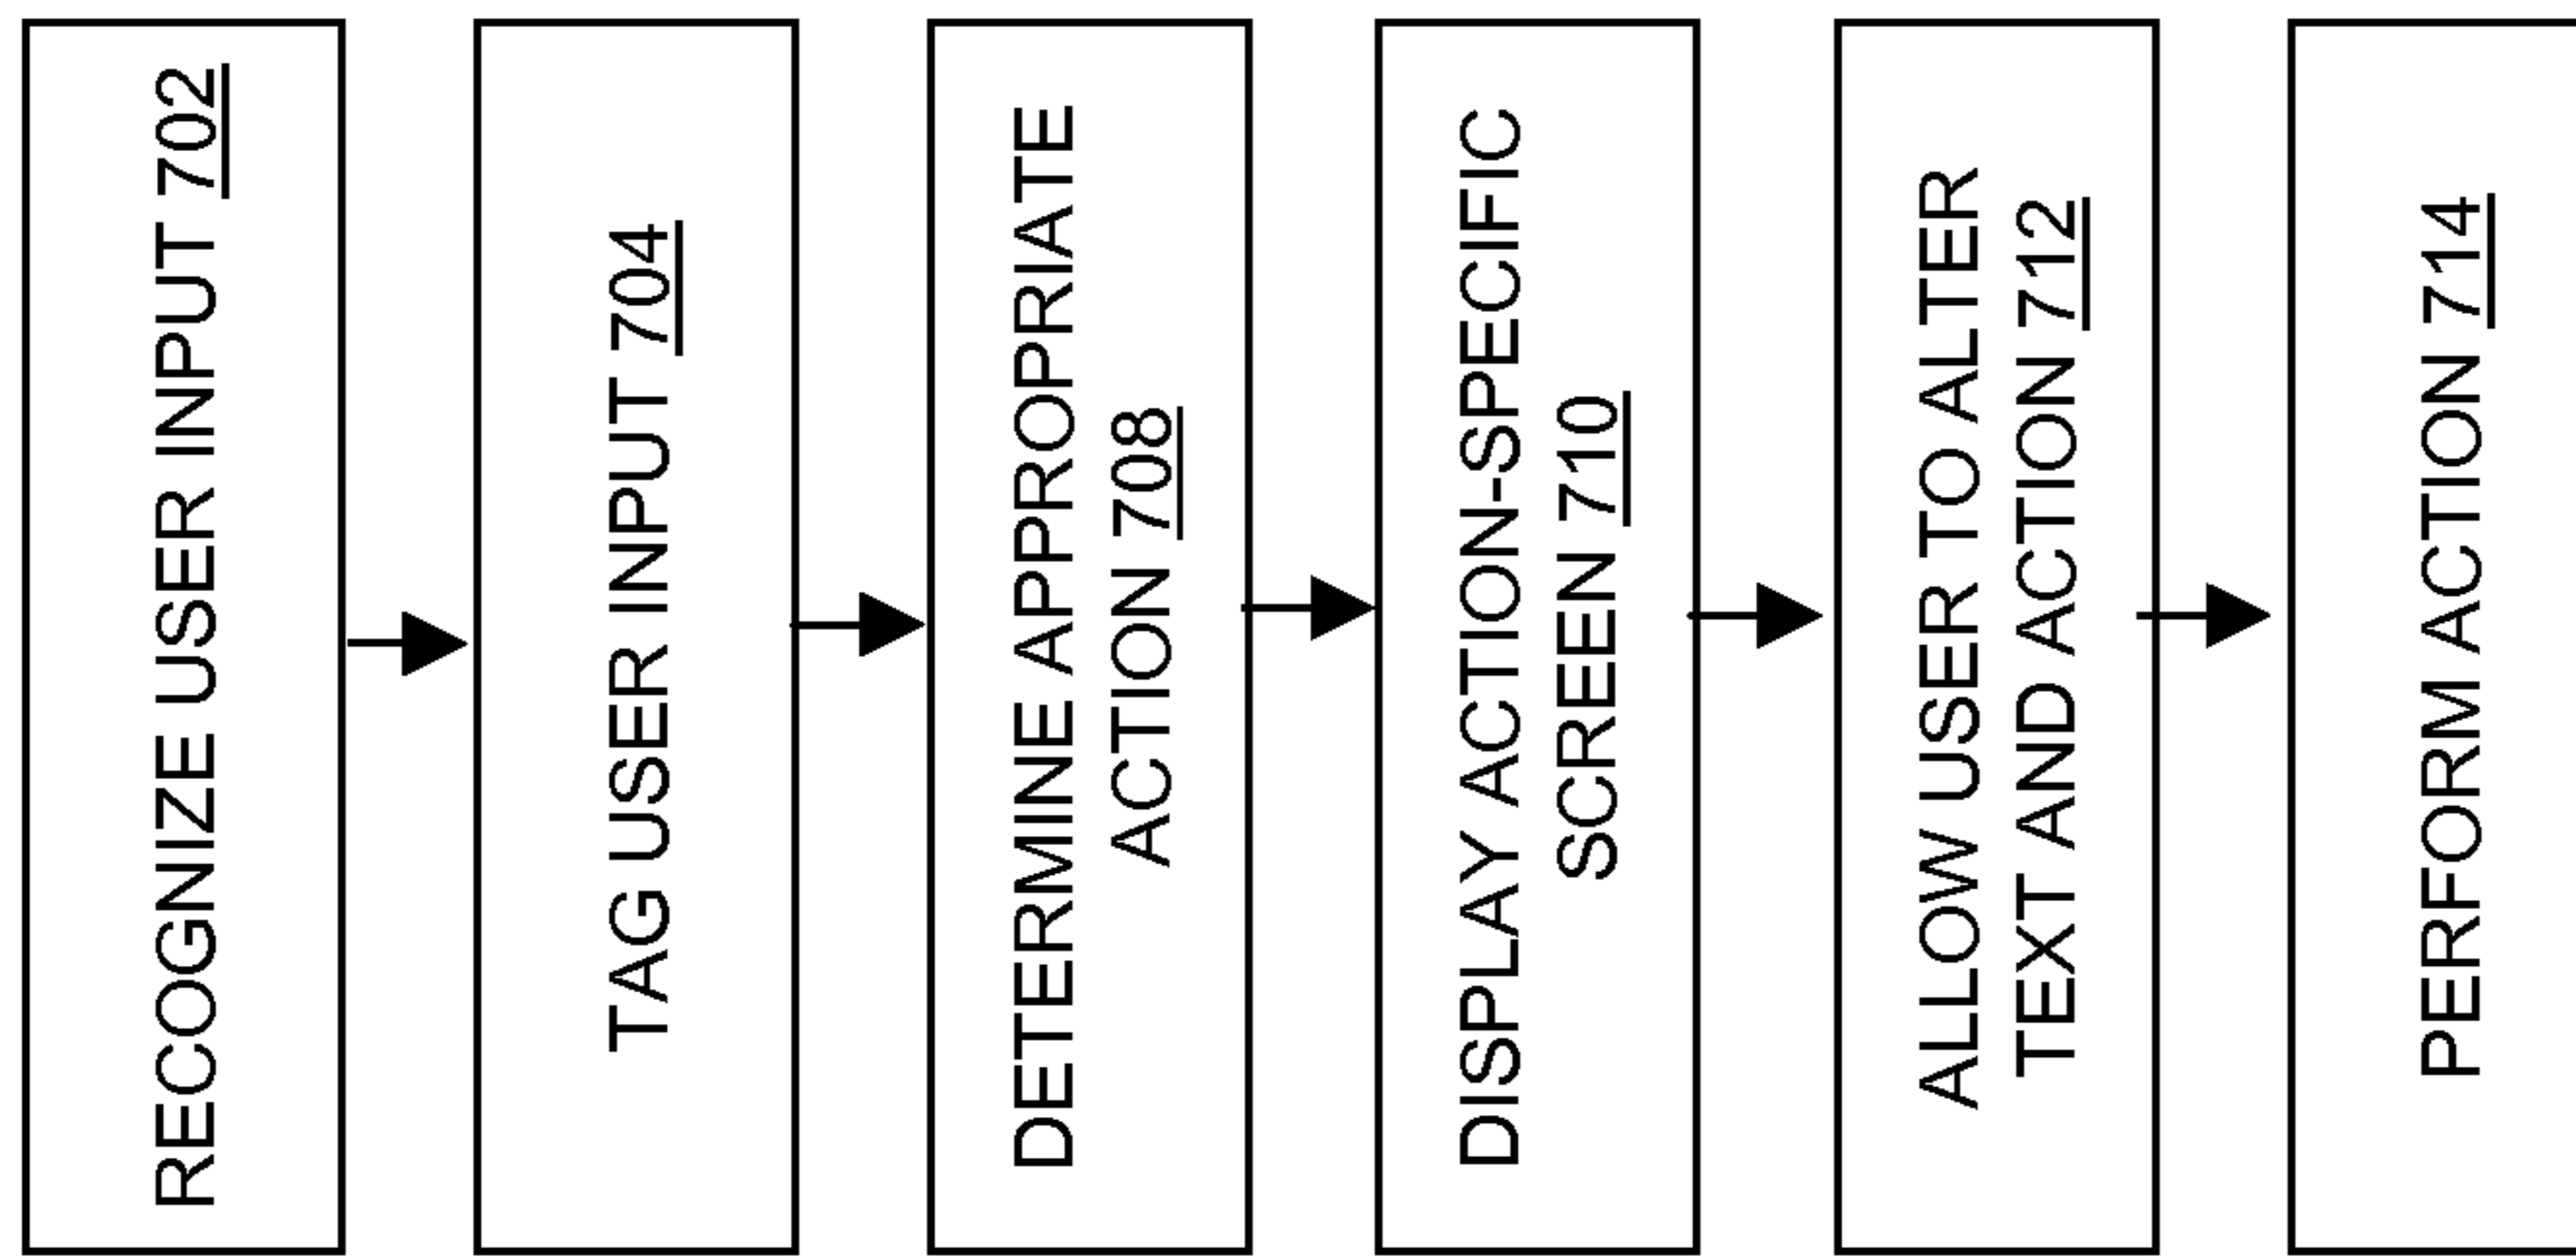 RECOGNIZE USER INPUT 702
TAG USER INPUT 704
DETERMINE APPROPRIATE
ACTION 708
DISPLAY ACTION-SPECIFIC
SCREEN 710
ALLOW USER TO ALTER
TEXT AND ACTION 712
PERFORM ACTION 714